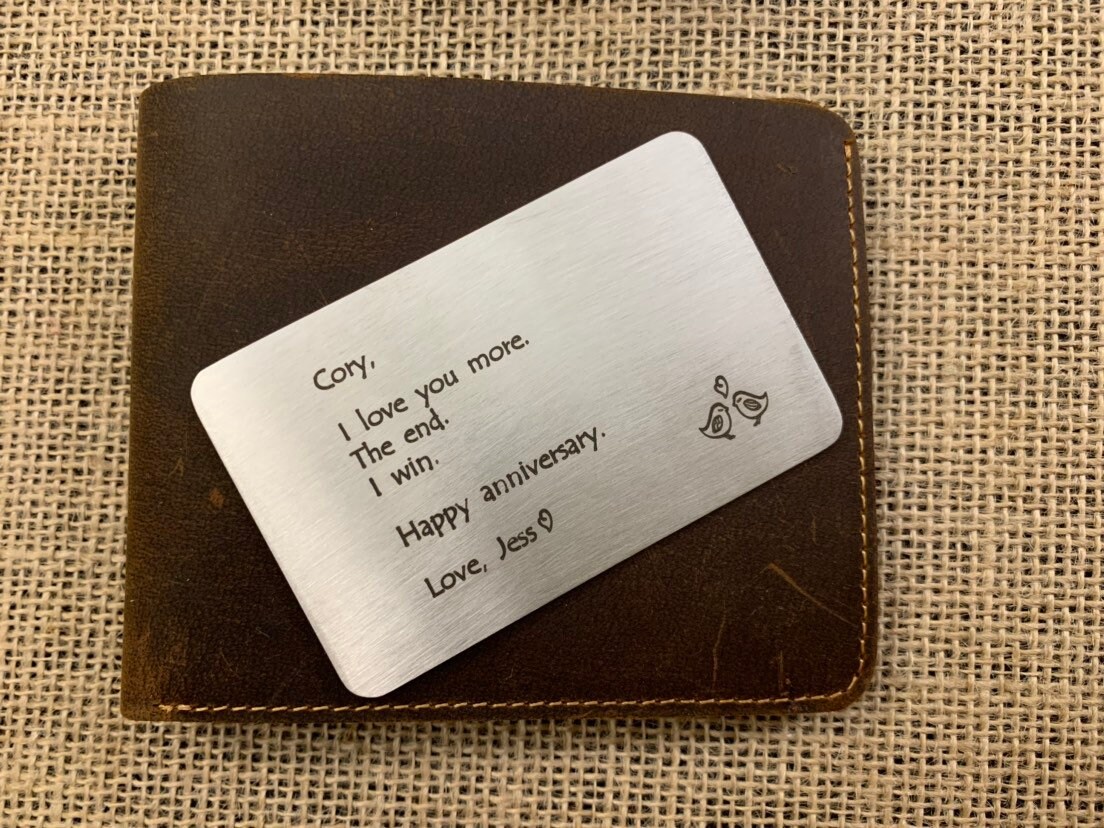 Cory,
I love you more.
The end.
I win.
Happy anniversary.
Love, Jess